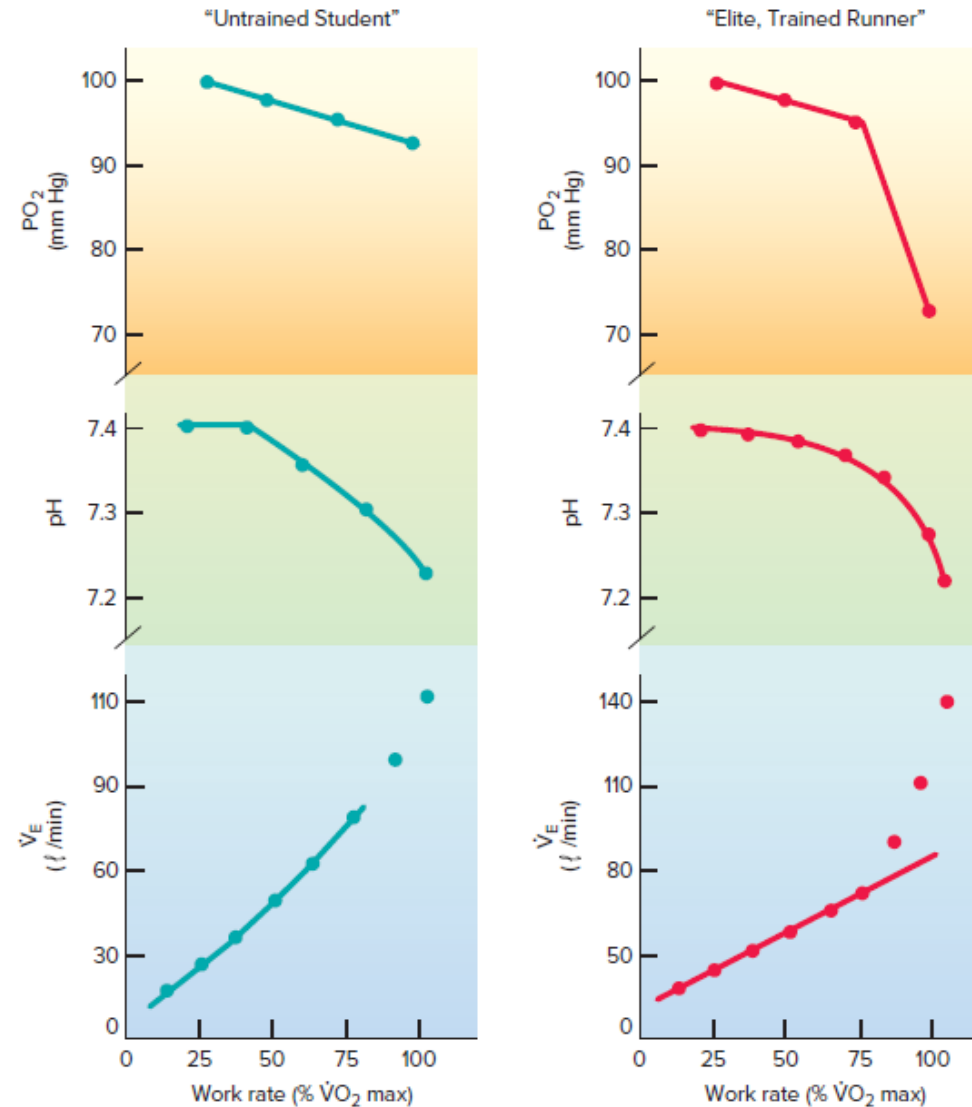 “Untrained Student”
100
90
80
70
PO2
(mm Hg)
7.4
7.3
7.2
pH
110
90
60
30
0
V̇E
(ℓ/min)
0 25 50 75 100
Work rate (% V̇O2 max)
“Elite, Trained Runner”
100
90
80
70
PO2
(mm Hg)
7.4
7.3
7.2
pH
140
110
80
50
0
V̇E
(ℓ/min)
0 25 50 75 100
Work rate (% V̇O2 max)